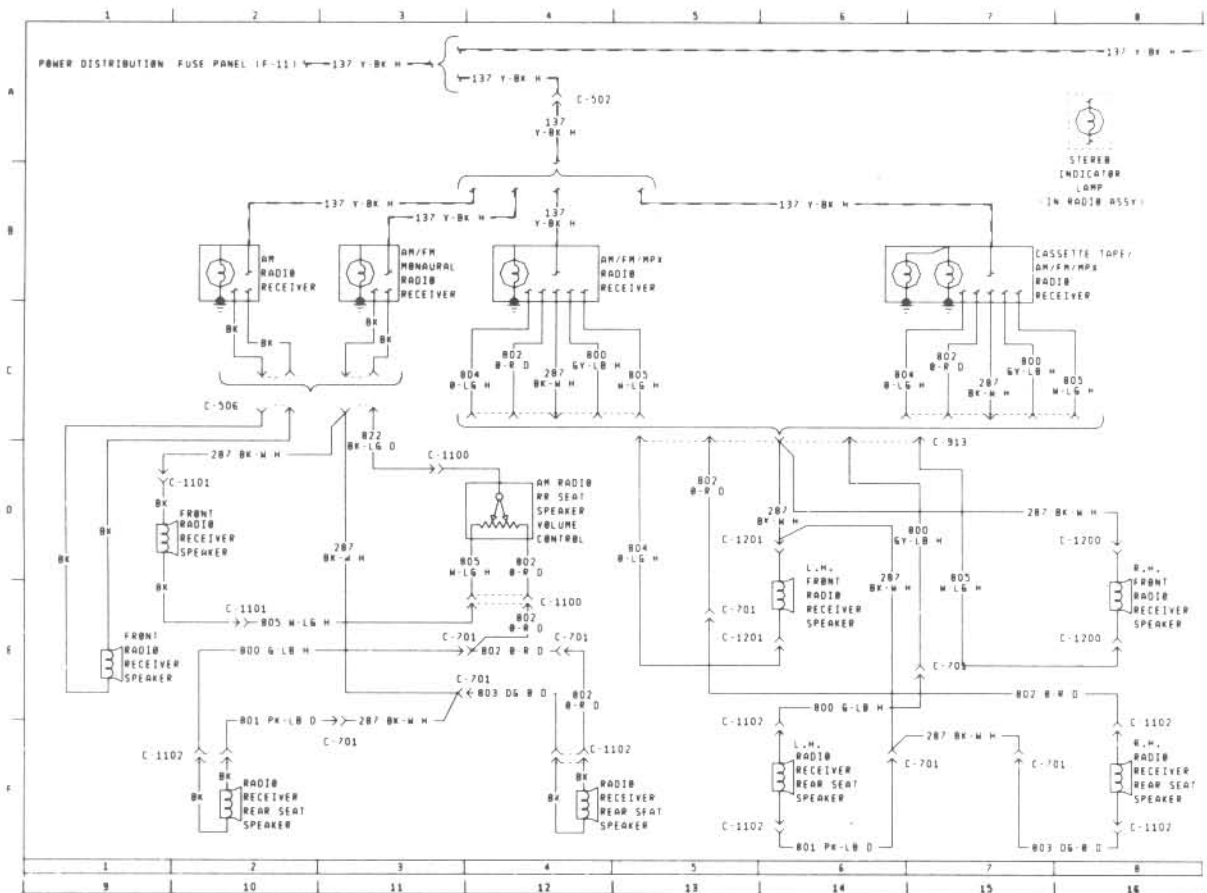 1 2 3 4 5 6 7 8
137 Y-BK H
POWER DISTRIBUTION FUSE PANEL (F-11)
137 Y-BK H
137 Y-BK H
A
C-502
137
Y-BK H
STEREO
INDICATOR
LAMP
(IN RADIO ASSY)
137 Y-BK H
137 Y-BK H
137
Y-BK H
137 Y-BK H
B
AM
RADIO
RECEIVER
AM/FM
MONAURAL
RADIO
RECEIVER
AM/FM/MPX
RADIO
RECEIVER
CASSETTE TAPE/
AM/FM/MPX
RADIO
RECEIVER
BK
BK
BK
BK
C
804
O-LG H
802
O-R D
287
BK-W H
800
GY-LB H
805
W-LG H
804
O-LG H
802
O-R D
287
BK-W H
800
GY-LB H
805
W-LG H
C-506
822
BK-LG D
C-913
287 BK-W H
C-1100
C-1101
BK
D
FRONT
RADIO
RECEIVER
SPEAKER
AM RADIO
RR SEAT
SPEAKER
VOLUME
CONTROL
802
O-R D
287
BK-W H
287 BK-W H
C-1201
C-1200
800
GY-LB H
804
O-LG H
BK
BK
BK
287
BK-W H
805
W-LG H
802
O-R D
287
BK-W H
805
W-LG H
L.H.
FRONT
RADIO
RECEIVER
SPEAKER
R.H.
FRONT
RADIO
RECEIVER
SPEAKER
C-1101
805 W-LG H
C-1100
802
O-R D
C-701
C-1201
C-1200
E
FRONT
RADIO
RECEIVER
SPEAKER
800 G-LB H
C-701
802 O-R D
C-701
C-701
C-701
803 DG-O D
802
O-R D
802 O-R D
800 G-LB H
801 PK-LB D
287 BK-W H
C-701
C-1102
C-1102
C-1102
C-1102
287 BK-W H
C-701
C-701
F
BK
BK
RADIO
RECEIVER
REAR SEAT
SPEAKER
BK
BK
RADIO
RECEIVER
REAR SEAT
SPEAKER
L.H.
RADIO
RECEIVER
REAR SEAT
SPEAKER
R.H.
RADIO
RECEIVER
REAR SEAT
SPEAKER
C-1102
C-1102
801 PK-LB D
803 DG-O D
1 2 3 4 5 6 7 8
9 10 11 12 13 14 15 16